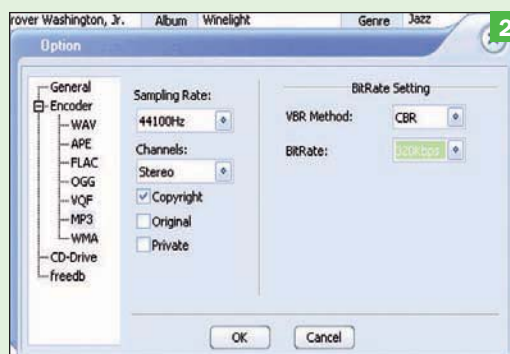 rover Washington, Jr. Album Winelight Genre Jazz
2
Option
General
Encoder
WAV
APE
FLAC
OGG
VQF
MP3
WMA
CD-Drive
freedb
Sampling Rate:
44100Hz
Channels:
Stereo
Copyright
Original
Private
BitRate Setting
VBR Method: CBR
BitRate: 320kbps
OK Cancel